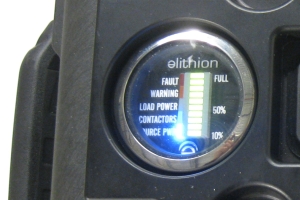 elithion
FAULT FULL
WARNING
LOAD POWER 50%
CONTACTORS
10%